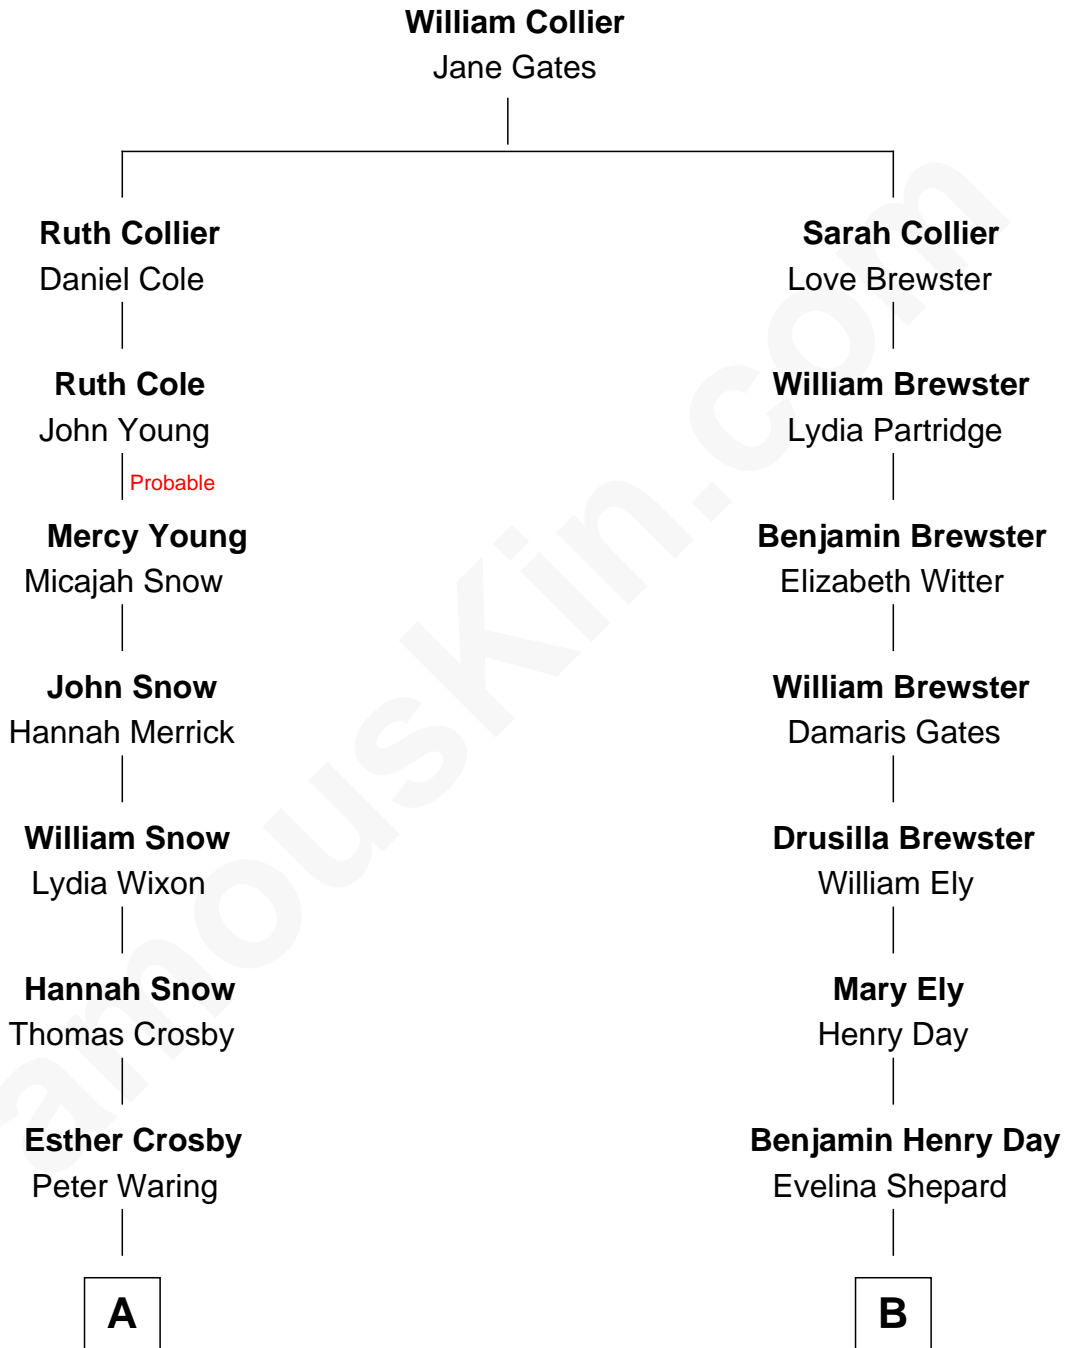 William Collier
Jane Gates
Ruth Collier
Daniel Cole
Sarah Collier
Love Brewster
Ruth Cole
John Young
William Brewster
Lydia Partridge
Probable
Mercy Young
Micajah Snow
Benjamin Brewster
Elizabeth Witter
John Snow
Hannah Merrick
William Brewster
Damaris Gates
William Snow
Lydia Wixon
Drusilla Brewster
William Ely
Hannah Snow
Thomas Crosby
Mary Ely
Henry Day
Esther Crosby
Peter Waring
Benjamin Henry Day
Evelina Shepard
A
B
amouskin.com